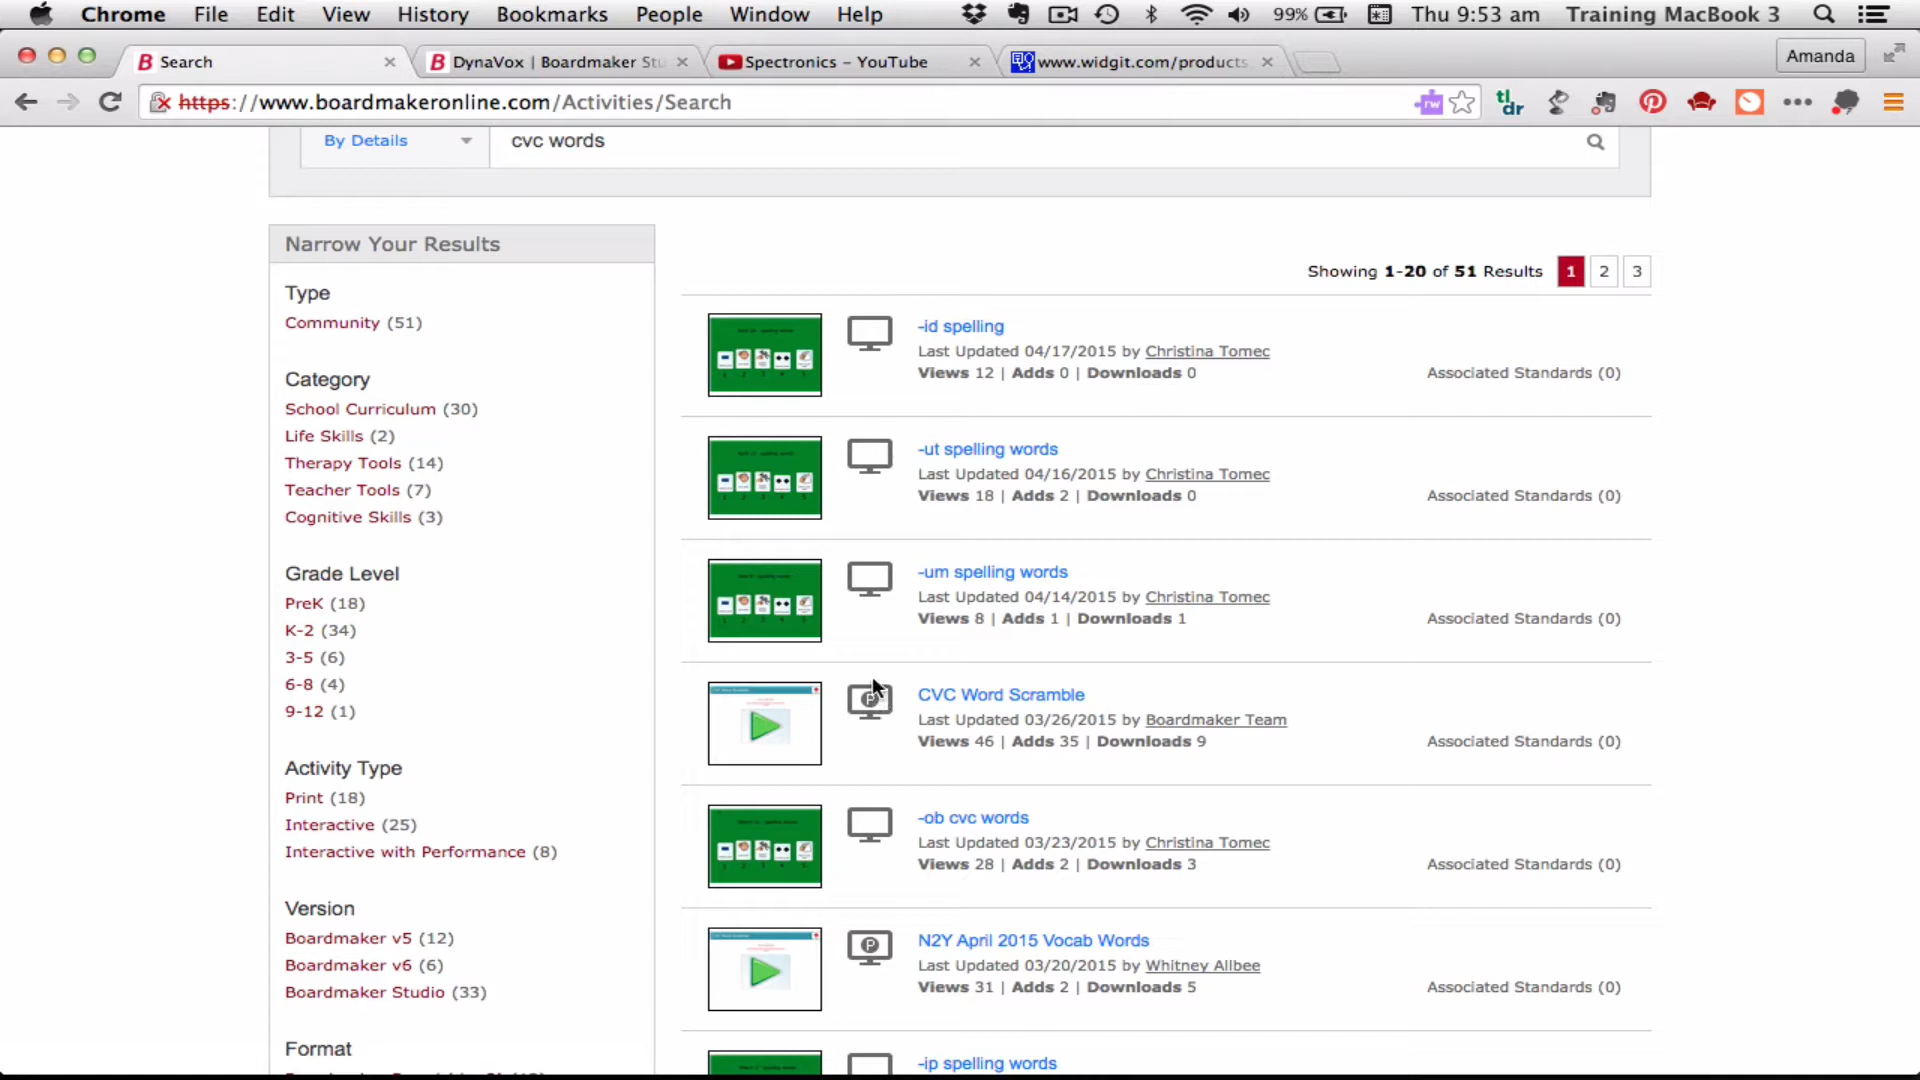 Chrome File Edit View History Bookmarks People Window Help 99% Thu 9:53 am Training MacBook 3
Search DynaVox | Boardmaker Stu Spectronics - YouTube www.widgit.com/products Amanda
https://www.boardmakeronline.com/Activities/Search rw tl;dr
By Details cvc words
Narrow Your Results
Showing 1-20 of 51 Results 1 2 3
Type
Community (51)
Category
School Curriculum (30)
Life Skills (2)
Therapy Tools (14)
Teacher Tools (7)
Cognitive Skills (3)
Grade Level
PreK (18)
K-2 (34)
3-5 (6)
6-8 (4)
9-12 (1)
Activity Type
Print (18)
Interactive (25)
Interactive with Performance (8)
Version
Boardmaker v5 (12)
Boardmaker v6 (6)
Boardmaker Studio (33)
Format
-id spelling
Last Updated 04/17/2015 by Christina Tomec
Views 12 | Adds 0 | Downloads 0 Associated Standards (0)
-ut spelling words
Last Updated 04/16/2015 by Christina Tomec
Views 18 | Adds 2 | Downloads 0 Associated Standards (0)
-um spelling words
Last Updated 04/14/2015 by Christina Tomec
Views 8 | Adds 1 | Downloads 1 Associated Standards (0)
P CVC Word Scramble
Last Updated 03/26/2015 by Boardmaker Team
Views 46 | Adds 35 | Downloads 9 Associated Standards (0)
-ob cvc words
Last Updated 03/23/2015 by Christina Tomec
Views 28 | Adds 2 | Downloads 3 Associated Standards (0)
P N2Y April 2015 Vocab Words
Last Updated 03/20/2015 by Whitney Allbee
Views 31 | Adds 2 | Downloads 5 Associated Standards (0)
-ip spelling words